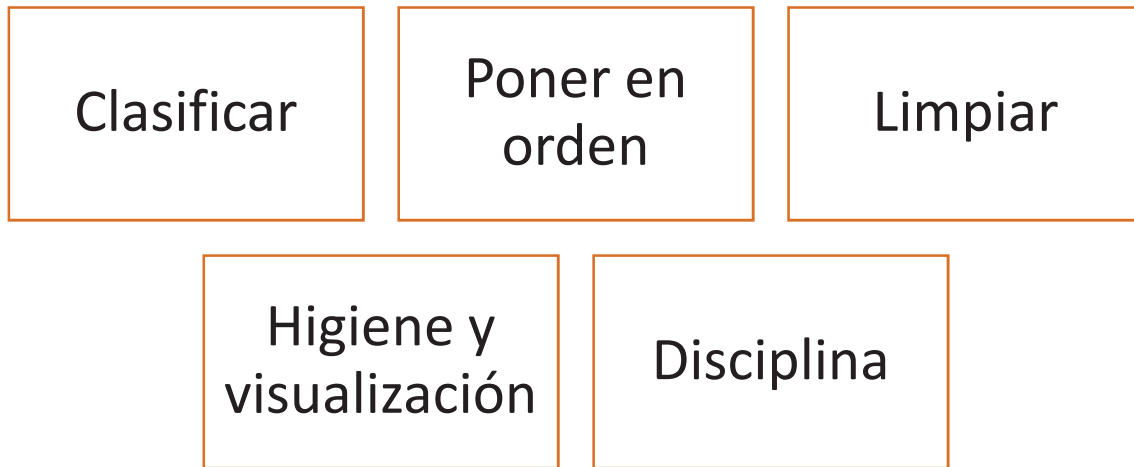 Clasificar
Poner en
orden
Limpiar
Higiene y
visualización
Disciplina